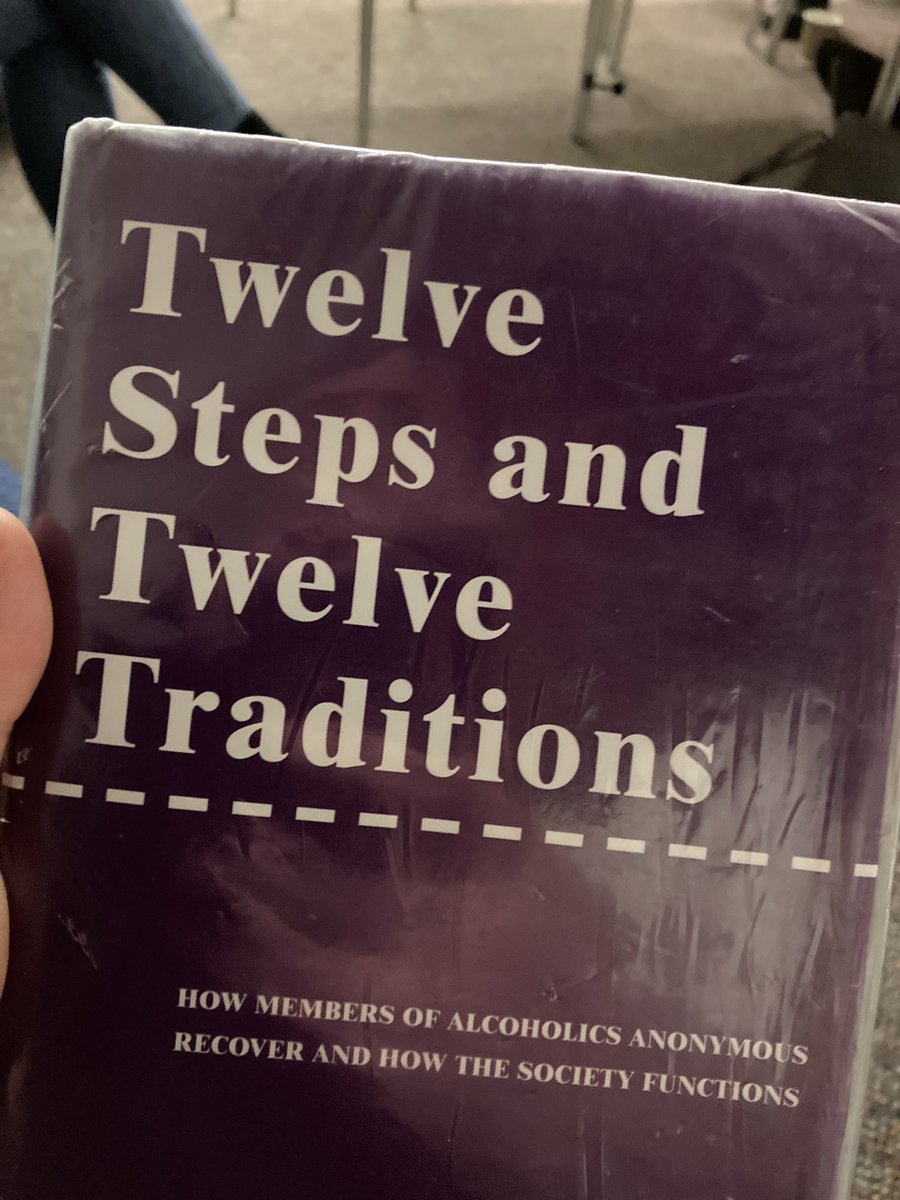 Twelve
Steps and
Twelve
Traditions
HOW MEMBERS OF ALCOHOLICS ANONYMOUS
RECOVER AND HOW THE SOCIETY FUNCTIONS